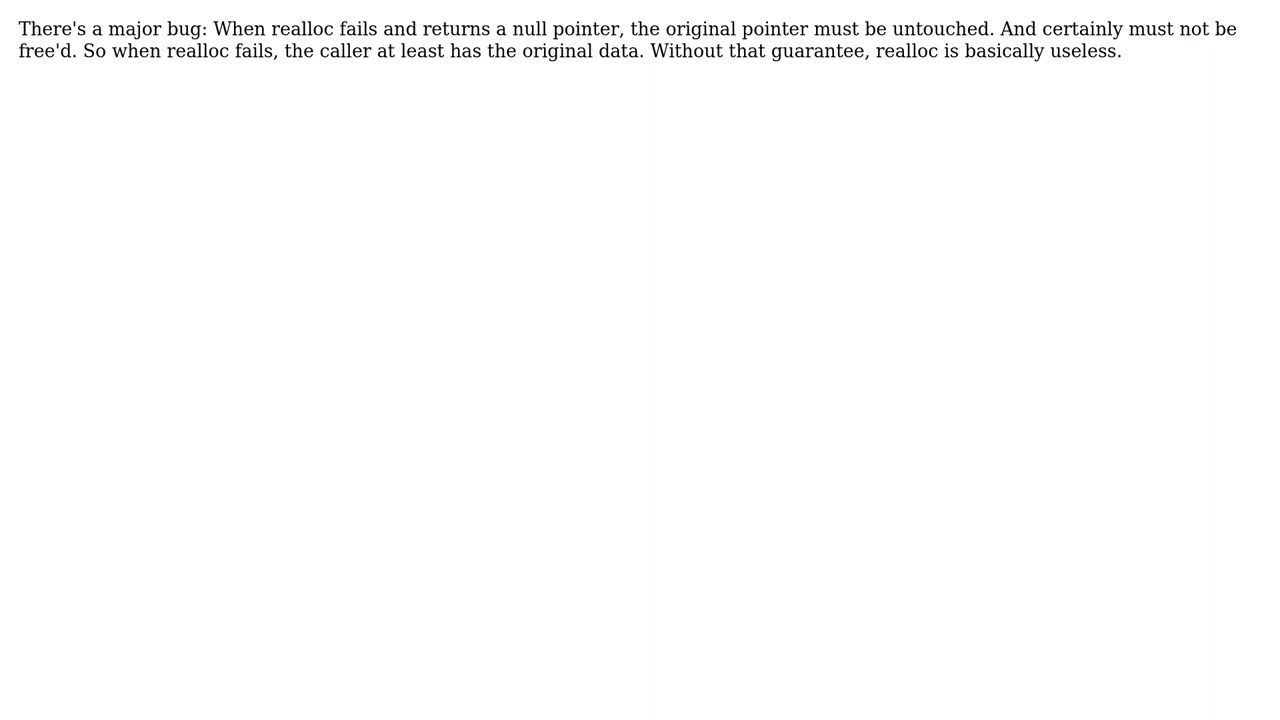 There's a major bug: When realloc fails and returns a null pointer, the original pointer must be untouched. And certainly must not be
free'd. So when realloc fails, the caller at least has the original data. Without that guarantee, realloc is basically useless.